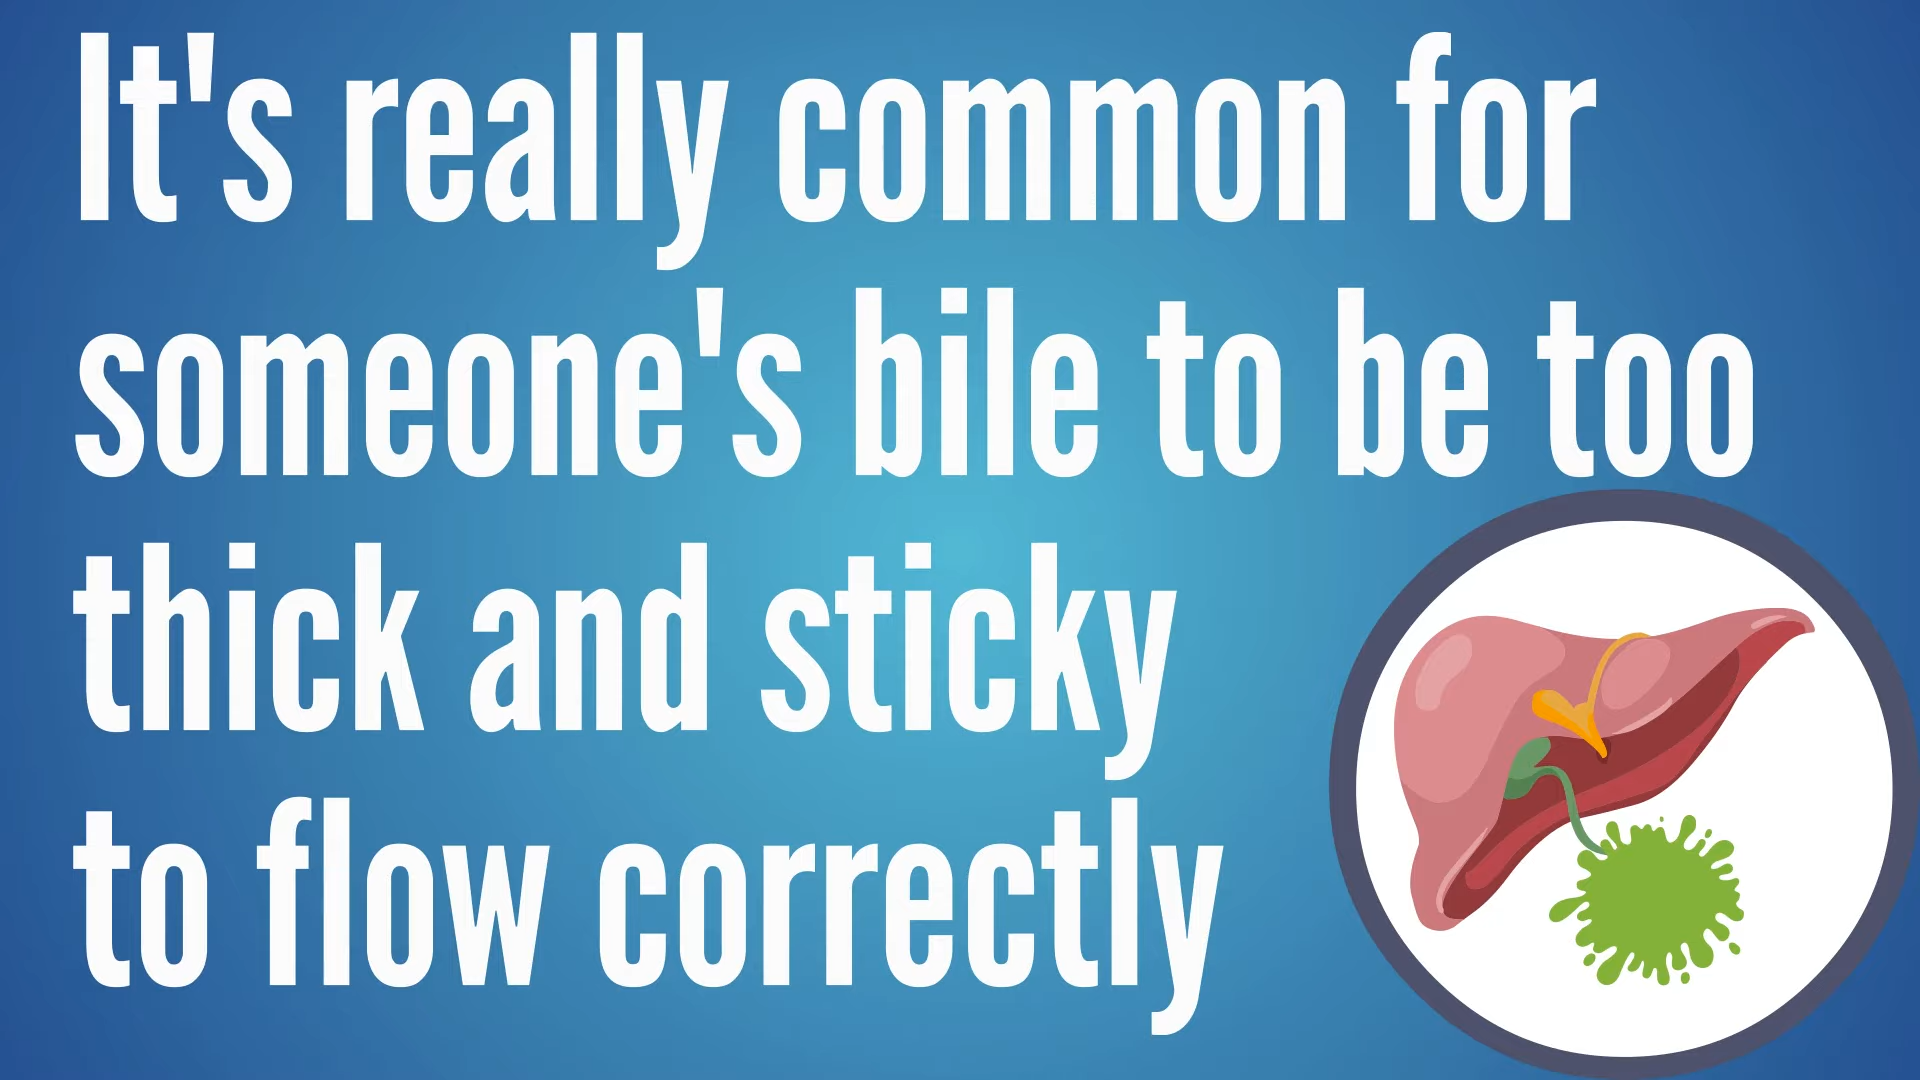 It's really common for
someone's bile to be too
thick and sticky
to flow correctly